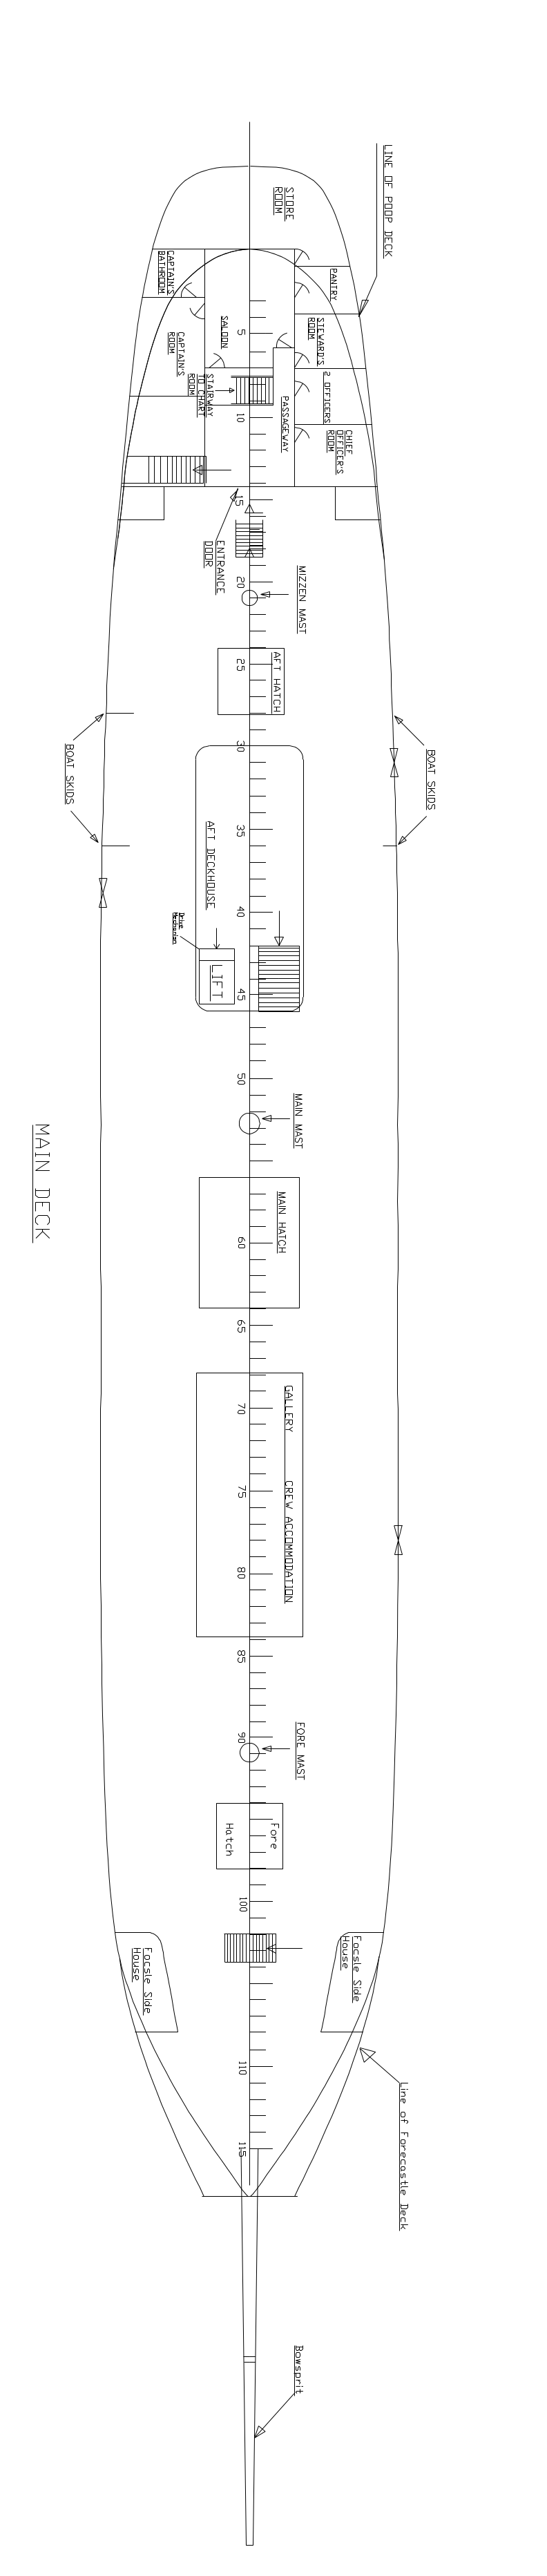 LINE OF POOP DECK
STORE
ROOM
PANTRY
CAPTAIN'S
BATHROOM
SALOON
STEWARD'S
ROOM
CAPTAIN'S
ROOM
2 OFFICERS
STAIRWAY
TO CHART
ROOM
PASSAGEWAY
CHIEF
OFFICER'S
ROOM
ENTRANCE
DOOR
MIZZEN MAST
AFT HATCH
BOAT SKIDS
BOAT SKIDS
AFT DECKHOUSE
Drive
Mechanism
LIFT
MAIN MAST
MAIN HATCH
GALLERY CREW ACCOMMODATION
FORE MAST
Fore
Hatch
Focsle Side
House
Focsle Side
House
Line of Forecastle Deck
Bowsprit
5
10
15
20
25
30
35
40
45
50
60
65
70
75
80
85
90
100
110
115
MAIN DECK